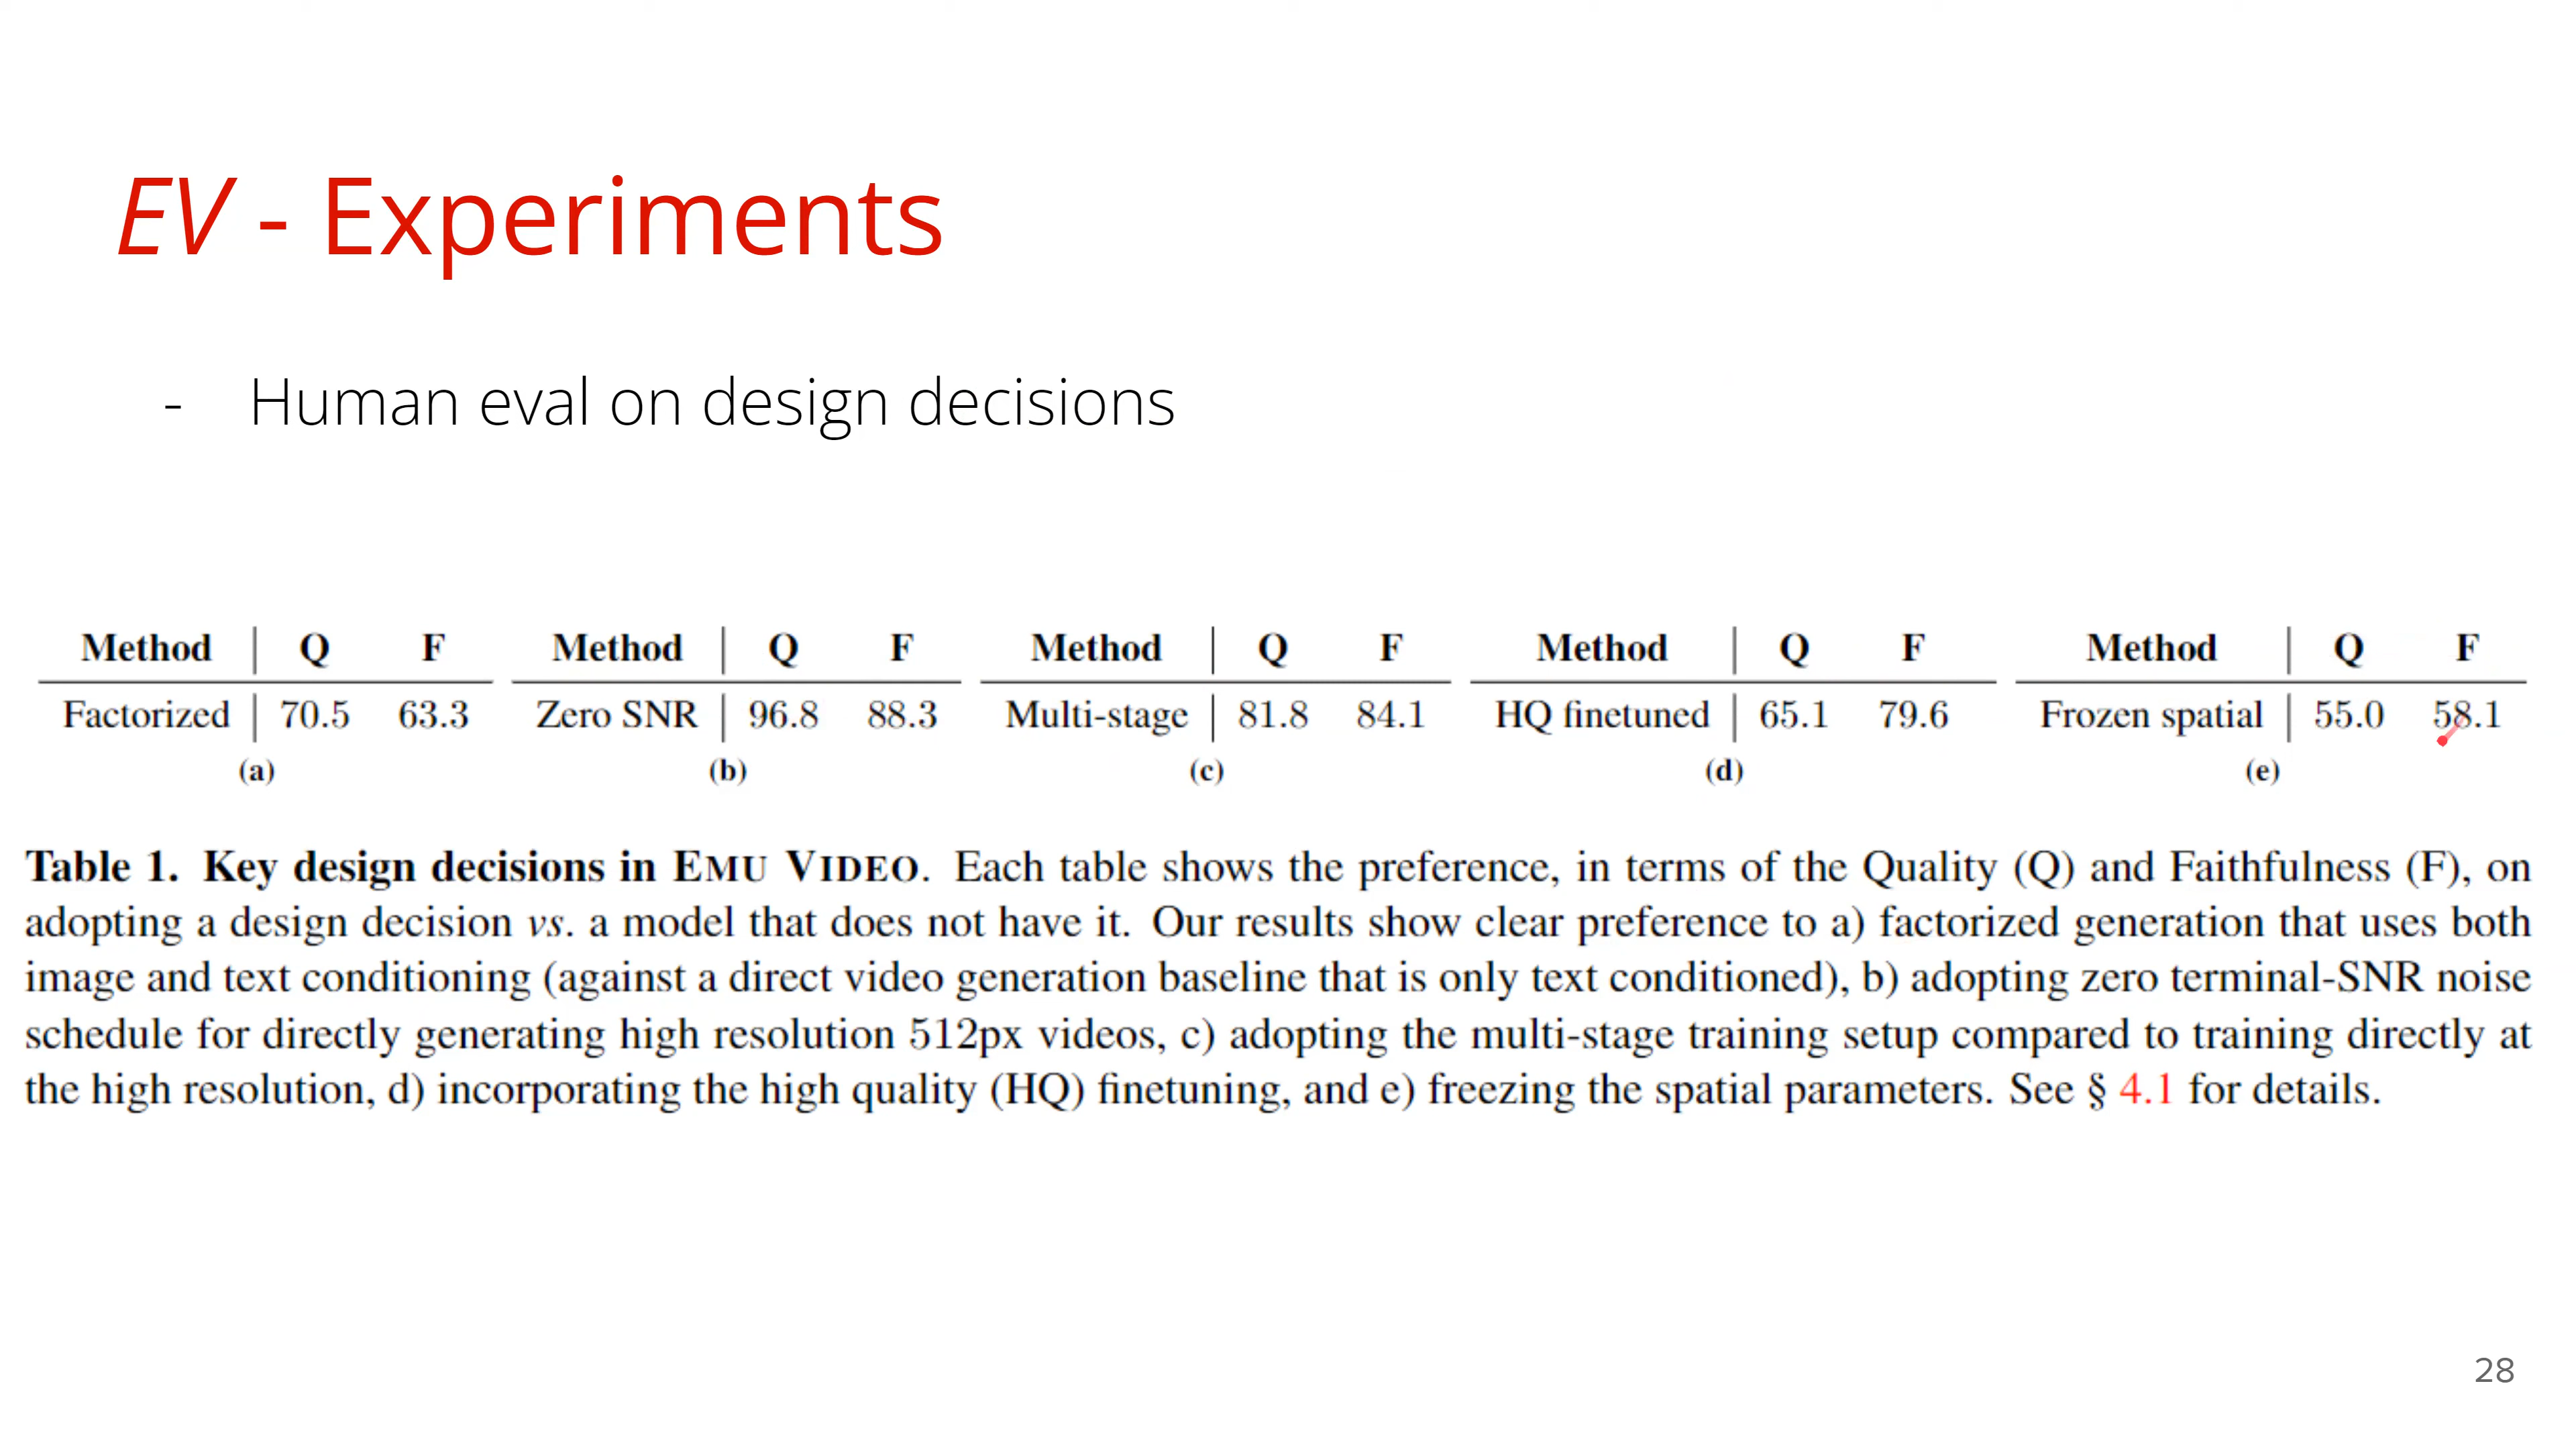 EV - Experiments
- Human eval on design decisions
Method Q F Method Q F Method Q F Method Q F Method Q F
Factorized 70.5 63.3 Zero SNR 96.8 88.3 Multi-stage 81.8 84.1 HQ finetuned 65.1 79.6 Frozen spatial 55.0 58.1
(a) (b) (c) (d) (e)
Table 1. Key design decisions in EMU VIDEO. Each table shows the preference, in terms of the Quality (Q) and Faithfulness (F), on
adopting a design decision vs. a model that does not have it. Our results show clear preference to a) factorized generation that uses both
image and text conditioning (against a direct video generation baseline that is only text conditioned), b) adopting zero terminal-SNR noise
schedule for directly generating high resolution 512px videos, c) adopting the multi-stage training setup compared to training directly at
the high resolution, d) incorporating the high quality (HQ) finetuning, and e) freezing the spatial parameters. See § 4.1 for details.
28